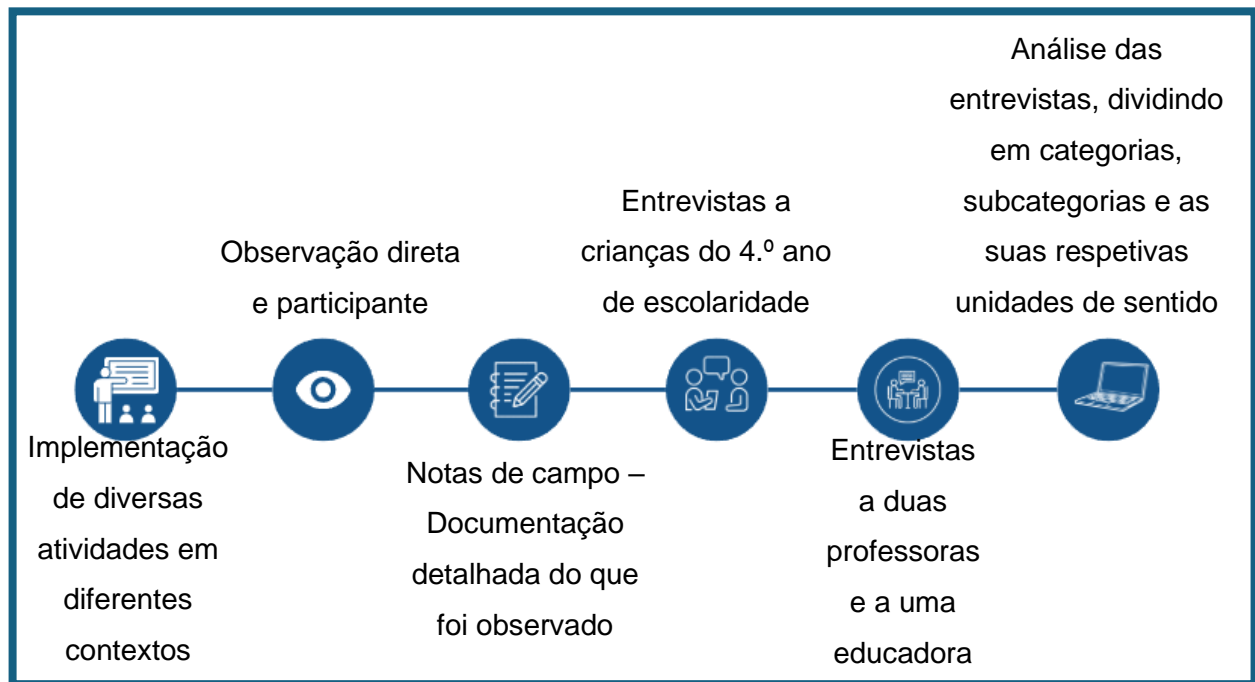 Implementação
de diversas
atividades em
diferentes
contextos
Observação direta
e participante
Notas de campo –
Documentação
detalhada do que
foi observado
Entrevistas a
crianças do 4.º ano
de escolaridade
Entrevistas
a duas
professoras
e a uma
educadora
Análise das
entrevistas, dividindo
em categorias,
subcategorias e as
suas respetivas
unidades de sentido